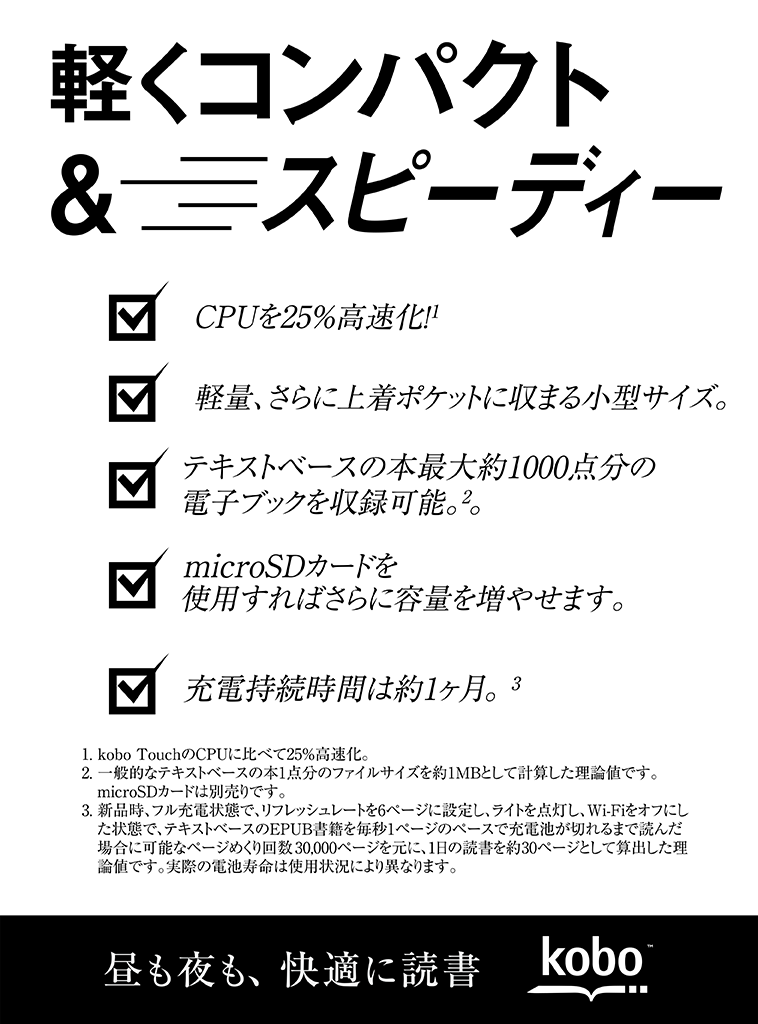 軽くコンパクト
&スピーディー
CPUを25%高速化!1
軽量、さらに上着ポケットに収まる小型サイズ。
テキストベースの本最大約1000点分の
電子ブックを収録可能。2。
microSDカードを
使用すればさらに容量を増やせます。
充電持続時間は約1ヶ月。3
1. kobo TouchのCPUに比べて25%高速化。
2. 一般的なテキストベースの本1点分のファイルサイズを約1MBとして計算した理論値です。
microSDカードは別売りです。
3. 新品時、フル充電状態で、リフレッシュレートを6ページに設定し、ライトを点灯し、Wi-Fiをオフにし
た状態で、テキストベースのEPUB書籍を毎秒1ページのペースで充電池が切れるまで読んだ
場合に可能なページめくり回数30,000ページを元に、1日の読書を約30ページとして算出した理
論値です。実際の電池寿命は使用状況により異なります。
昼も夜も、快適に読書
kobo™